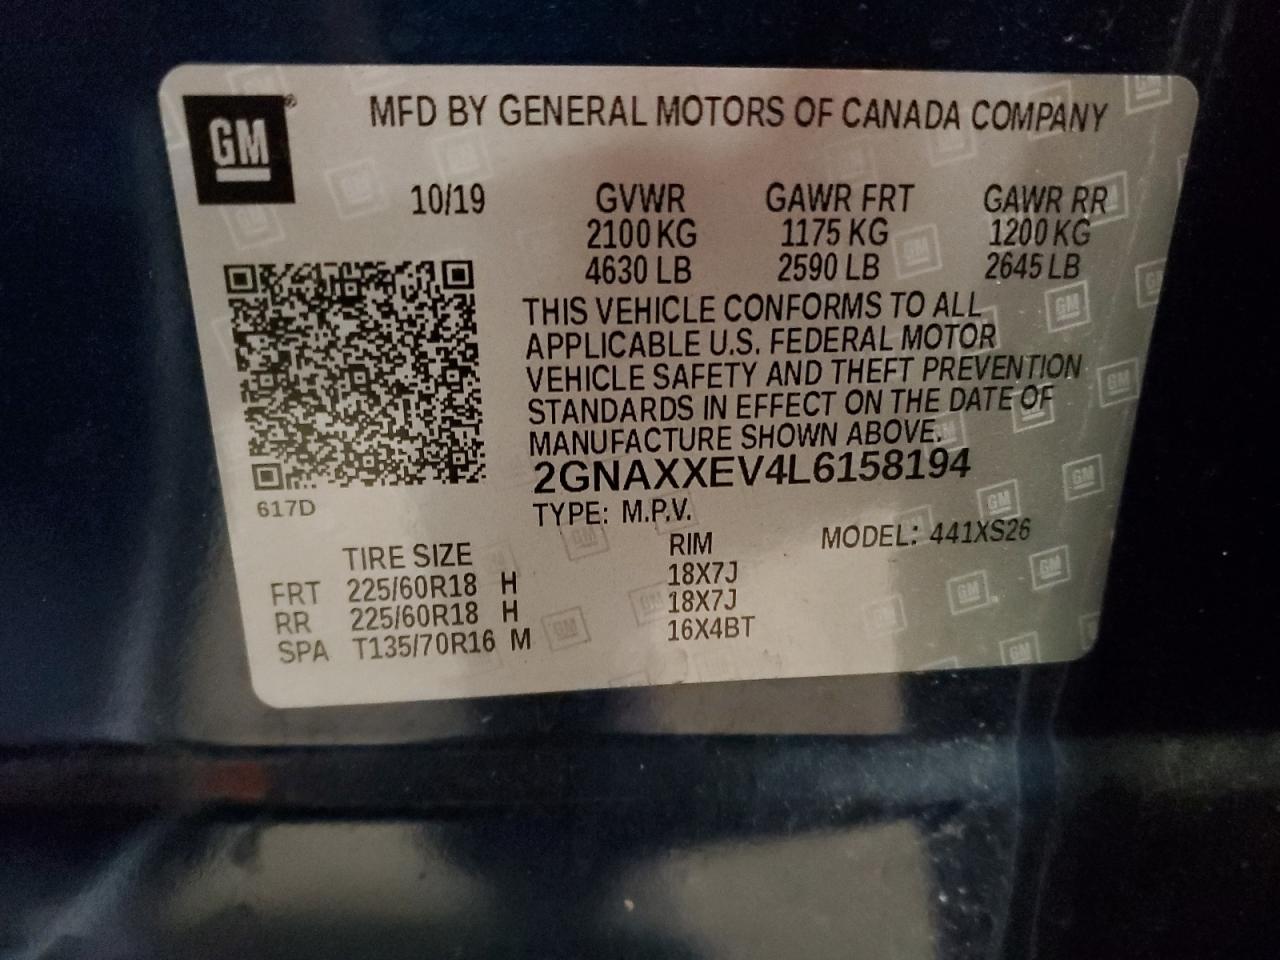 GM
MFD BY GENERAL MOTORS OF CANADA COMPANY
10/19 GVWR GAWR FRT GAWR RR
2100 KG 1175 KG 1200 KG
4630 LB 2590 LB 2645 LB
THIS VEHICLE CONFORMS TO ALL
APPLICABLE U.S. FEDERAL MOTOR
VEHICLE SAFETY AND THEFT PREVENTION
STANDARDS IN EFFECT ON THE DATE OF
MANUFACTURE SHOWN ABOVE.
2GNAXXEV4L6158194
617D
TYPE: M.P.V.
MODEL: 441XS26
TIRE SIZE RIM
FRT 225/60R18 H 18X7J
RR 225/60R18 H 18X7J
SPA T135/70R16 M 16X4BT